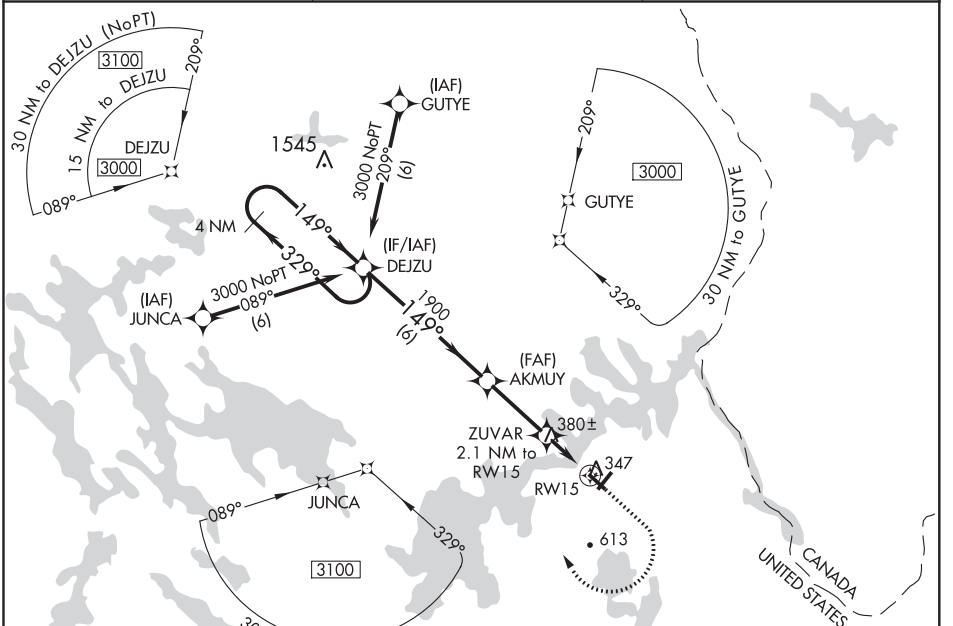 30 NM to DEJZU (NoPT)
3100
209°
15 NM to DEJZU
DEJZU
3000
089°
(IAF)
GUTYE
1545
3000 NoPT
209°
(6)
209°
3000
GUTYE
30 NM to GUTYE
329°
4 NM
149°
329°
(IF/IAF)
DEJZU
(IAF)
JUNCA
3000 NoPT
089°
(6)
1900
149°
(6)
(FAF)
AKMUY
ZUVAR
2.1 NM to
RW15
380±
347
RW15
613
089°
JUNCA
329°
3100
CANADA
UNITED STATES